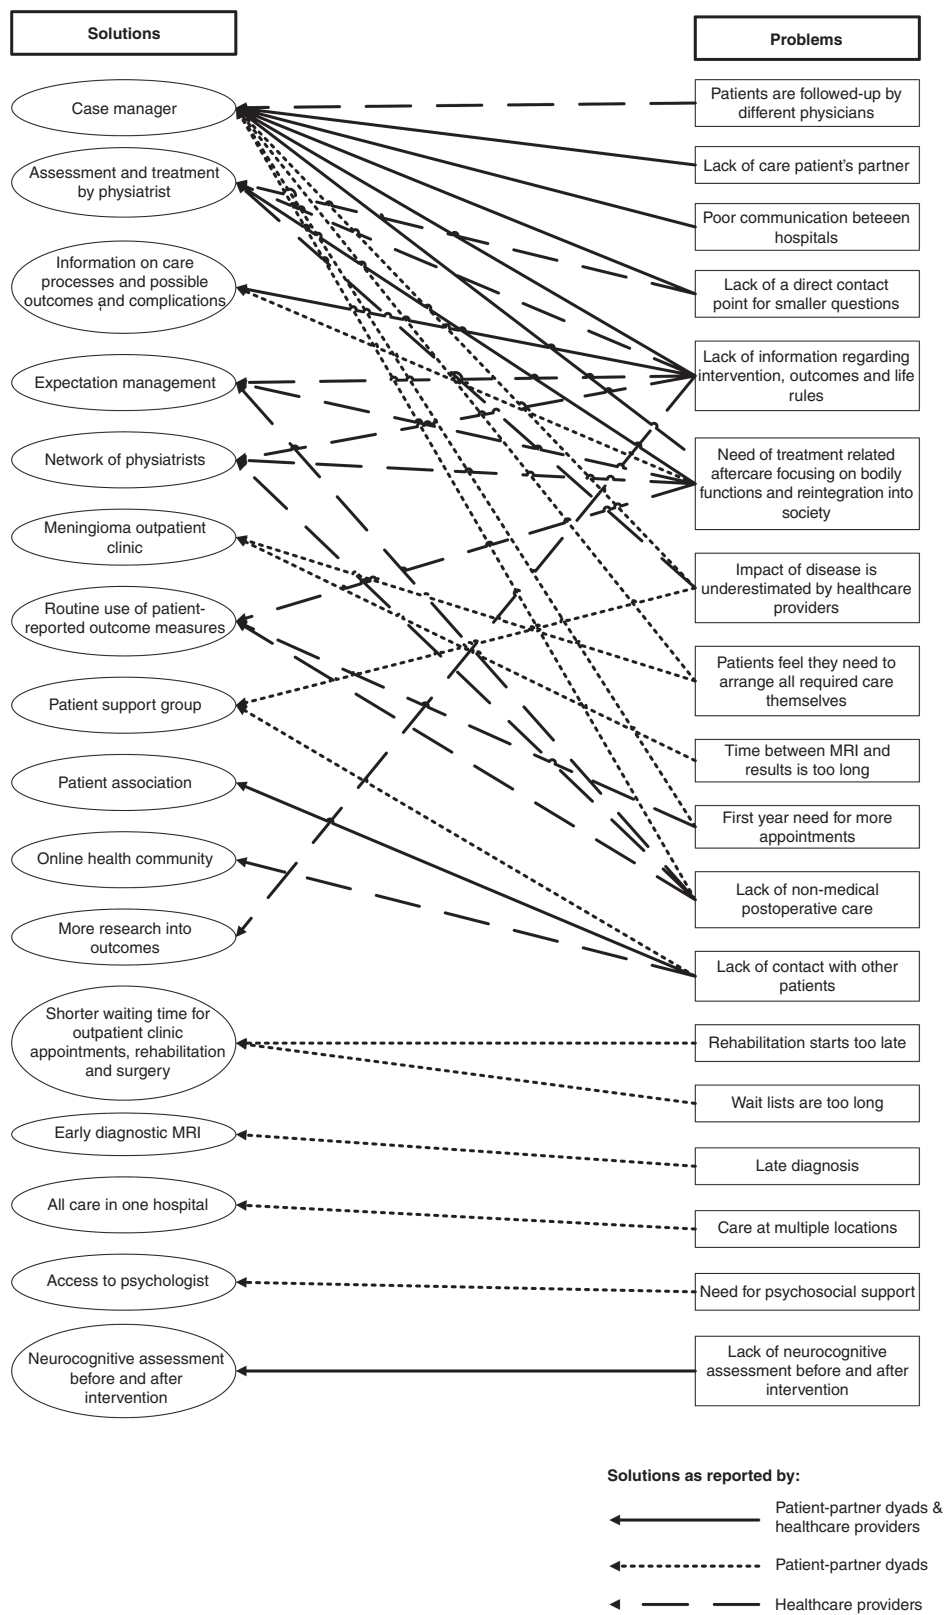 Solutions
Case manager
Assessment and treatment
by physiatrist
Information on care
processes and possible
outcomes and complications
Expectation management
Network of physiatrists
Meningioma outpatient
clinic
Routine use of patient-
reported outcome measures
Patient support group
Patient association
Online health community
More research into
outcomes
Shorter waiting time for
outpatient clinic
appointments, rehabilitation
and surgery
Early diagnostic MRI
All care in one hospital
Access to psychologist
Neurocognitive assessment
before and after
intervention
Problems
Patients are followed-up by
different physicians
Lack of care patient's partner
Poor communication beteeen
hospitals
Lack of a direct contact
point for smaller questions
Lack of information regarding
intervention, outcomes and life
rules
Need of treatment related
aftercare focusing on bodily
functions and reintegration into
society
Impact of disease is
underestimated by healthcare
providers
Patients feel they need to
arrange all required care
themselves
Time between MRI and
results is too long
First year need for more
appointments
Lack of non-medical
postoperative care
Lack of contact with other
patients
Rehabilitation starts too late
Wait lists are too long
Late diagnosis
Care at multiple locations
Need for psychosocial support
Lack of neurocognitive
assessment before and after
intervention
Solutions as reported by:
Patient-partner dyads &
healthcare providers
Patient-partner dyads
Healthcare providers